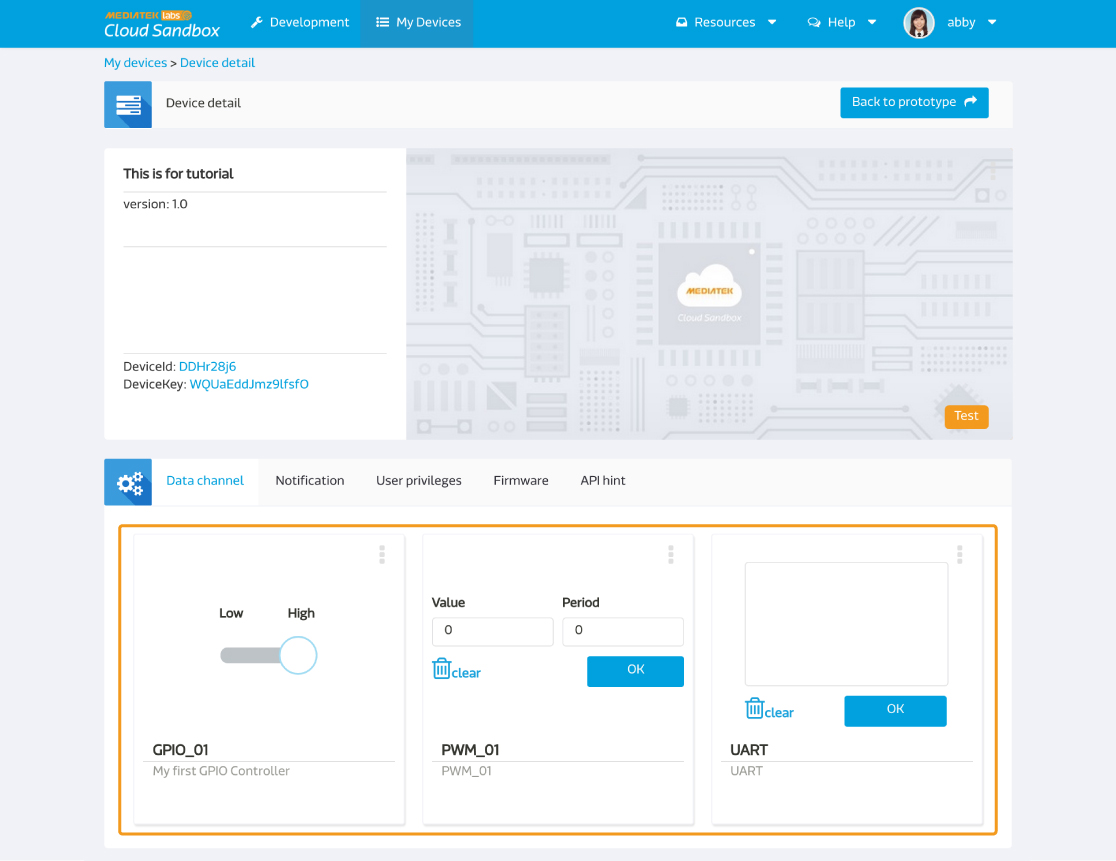 MEDIATEK labs
Cloud Sandbox
Development
My Devices
Resources
Help
abby
My devices > Device detail
Device detail
Back to prototype
This is for tutorial
version: 1.0
DeviceId: DDHr28j6
DeviceKey: WQUaEddJmz9lfsfO
MEDIATEK
Cloud Sandbox
Test
Data channel
Notification
User privileges
Firmware
API hint
Low High
GPIO_01
My first GPIO Controller
Value Period
0 0
clear OK
PWM_01
PWM_01
clear OK
UART
UART